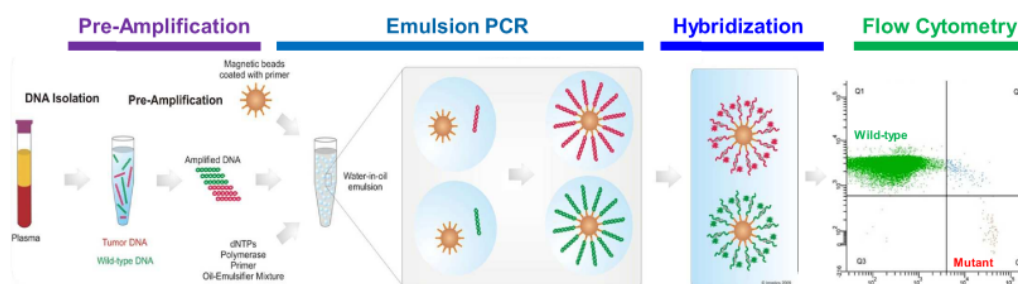 Pre-Amplification
Emulsion PCR
Hybridization
Flow Cytometry
Magnetic beads
coated with primer
DNA Isolation
Pre-Amplification
Amplified DNA
Water-in-oil
emulsion
Plasma
Tumor DNA
Wild-type DNA
dNTPs
Polymerase
Primer
Oil-Emulsifier Mixture
Q1
Wild-type
Q3
Mutant